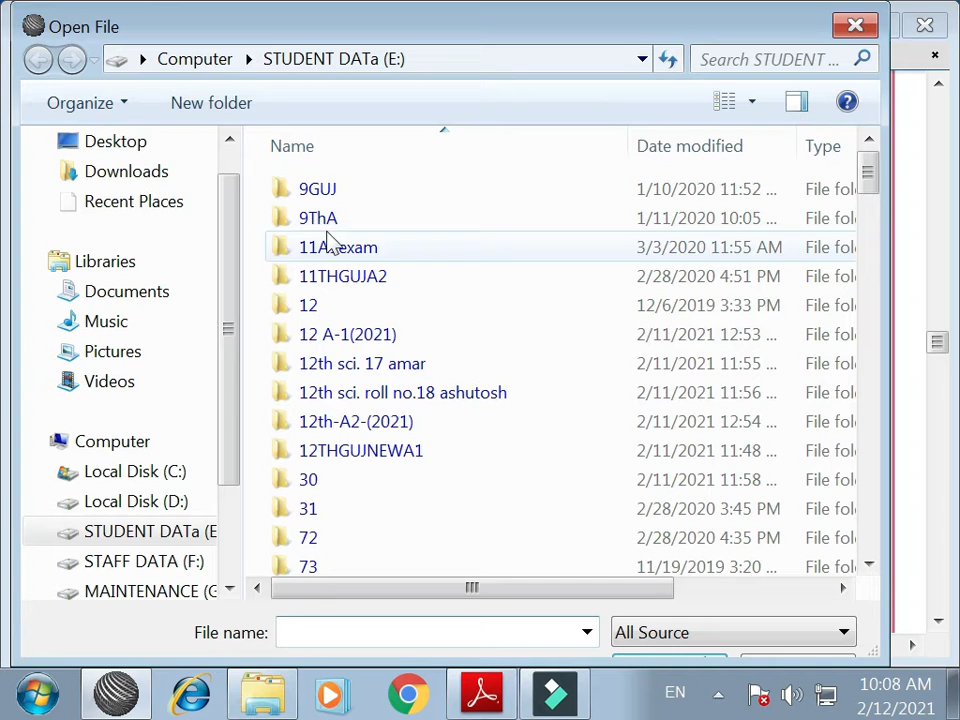 Open File
Computer STUDENT DATa (E:)
Search STUDENT ...
Organize New folder
Name Date modified Type
Desktop
Downloads
Recent Places
Libraries
Documents
Music
Pictures
Videos
Computer
Local Disk (C:)
Local Disk (D:)
STUDENT DATa (E
STAFF DATA (F:)
MAINTENANCE (G
9GUJ 1/10/2020 11:52 ... File fol
9ThA 1/11/2020 10:05 ... File fol
11A exam 3/3/2020 11:55 AM File fol
11THGUJA2 2/28/2020 4:51 PM File fol
12 12/6/2019 3:33 PM File fol
12 A-1(2021) 2/11/2021 12:53 ... File fol
12th sci. 17 amar 2/11/2021 11:55 ... File fol
12th sci. roll no.18 ashutosh 2/11/2021 11:56 ... File fol
12th-A2-(2021) 2/11/2021 12:54 ... File fol
12THGUJNEWA1 2/11/2021 11:48 ... File fol
30 2/11/2021 11:58 ... File fol
31 2/28/2020 3:45 PM File fol
72 2/28/2020 4:35 PM File fol
73 11/19/2019 3:20 ... File fol
File name: All Source
EN
10:08 AM
2/12/2021